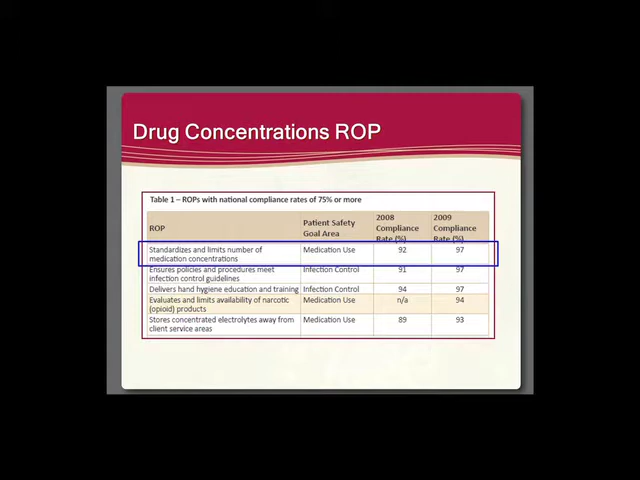 Drug Concentrations ROP
Table 1 – ROPs with national compliance rates of 75% or more
ROP Patient Safety Goal Area 2008 Compliance Rate (%) 2009 Compliance Rate (%)
Standardizes and limits number of Medication Use 92 97
medication concentrations
Ensures policies and procedures meet Infection Control 91 97
infection control guidelines
Delivers hand hygiene education and training Infection Control 94 97
Evaluates and limits availability of narcotic Medication Use n/a 94
(opioid) products
Stores concentrated electrolytes away from Medication Use 89 93
client service areas